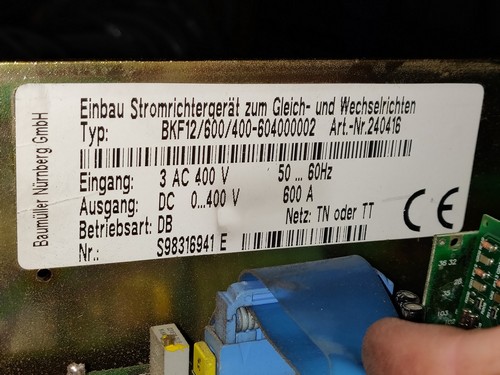 Baumüller Nürnberg GmbH
Einbau Stromrichtergerät zum Gleich- und Wechselrichten
Typ: BKF12/600/400-604000002 Art.-Nr.240416
Eingang: 3 AC 400 V 50 ... 60Hz
Ausgang: DC 0...400 V 600 A
Betriebsart: DB Netz: TN oder TT
Nr.: S98316941 E
CE